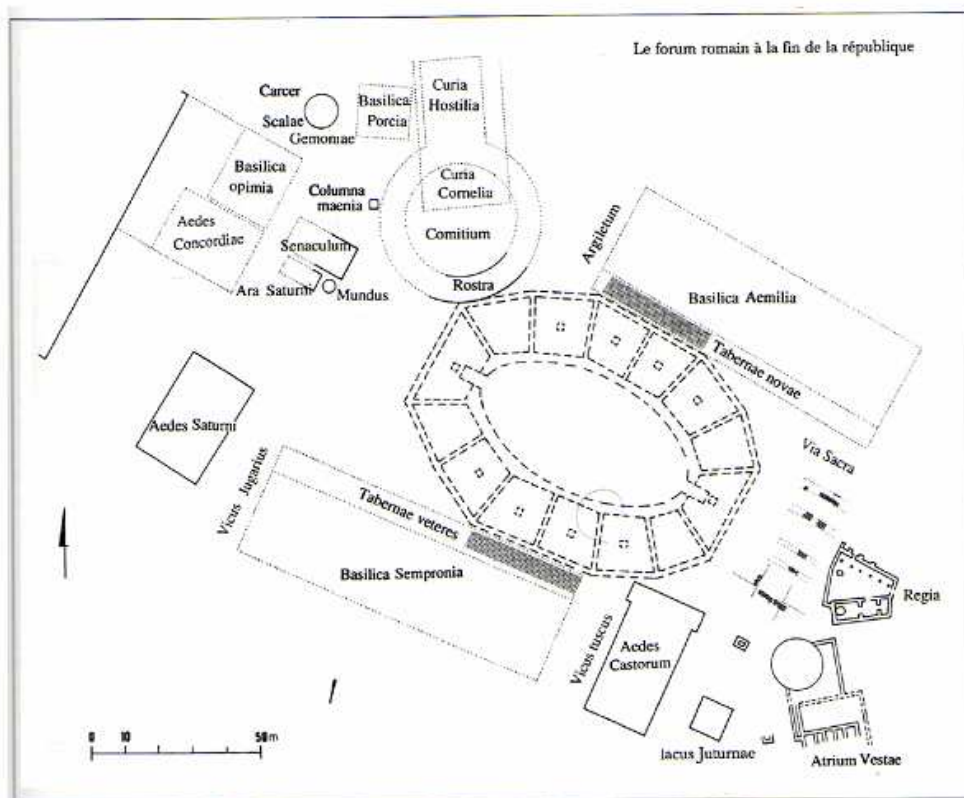 Le forum romain à la fin de la république
Carcer
Scalae
Gemoniae
Basilica
Porcia
Curia
Hostilia
Basilica
opimia
Columna
maenia
Curia
Cornelia
Aedes
Concordiae
Senaculum
Comitium
Ara Saturni
Mundus
Rostra
Argiletum
Basilica Aemilia
Tabernae novae
Aedes Saturni
Vicus Jugarius
Tabernae veteres
Basilica Sempronia
Via Sacra
Regia
Vicus tuscus
Aedes
Castorum
lacus Juturnae
Atrium Vestae
0 10 50 m